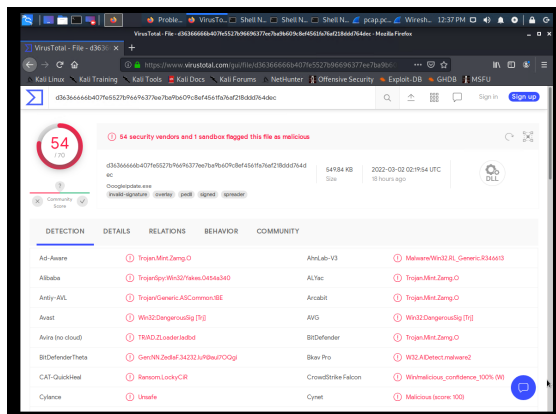 Proble... VirusTo... Shell N... Shell N... Shell N... pcap.pc... Wiresh... 12:37 PM
VirusTotal - File - d36366666b407fe5527b96696377ee7ba9b609c8ef4561fa76af218ddd764dec - Mozilla Firefox
VirusTotal - File - d3636
https://www.virustotal.com/gui/file/d36366666b407fe5527b96696377ee7ba9b60
Kali Linux Kali Training Kali Tools Kali Docs Kali Forums NetHunter Offensive Security Exploit-DB GHDB MSFU
d36366666b407fe5527b96696377ee7ba9b609c8ef4561fa76af218ddd764dec Sign in Sign up
54
/ 70
54 security vendors and 1 sandbox flagged this file as malicious
d36366666b407fe5527b96696377ee7ba9b609c8ef4561fa76af218ddd764d
ec
Ooogleipdate.exe
invalid-signature overlay pedll signed spreader
549.84 KB
Size
2022-03-02 02:19:54 UTC
18 hours ago
DLL
?
Community
Score
DETECTION DETAILS RELATIONS BEHAVIOR COMMUNITY
Ad-Aware Trojan.Mint.Zamg.O AhnLab-V3 Malware/Win32.RL_Generic.R346613
Alibaba TrojanSpy:Win32/Yakes.0454a340 ALYac Trojan.Mint.Zamg.O
Antiy-AVL Trojan/Generic.ASCommon.1BE Arcabit Trojan.Mint.Zamg.O
Avast Win32:DangerousSig [Trj] AVG Win32:DangerousSig [Trj]
Avira (no cloud) TR/AD.ZLoader.ladbd BitDefender Trojan.Mint.Zamg.O
BitDefenderTheta Bkav Pro W32.AIDetect.malware2
CAT-QuickHeal Ransom.LockyCiR CrowdStrike Falcon Win/malicious_confidence_100% (W)
Cylance Unsafe Cynet Malicious (score: 100)